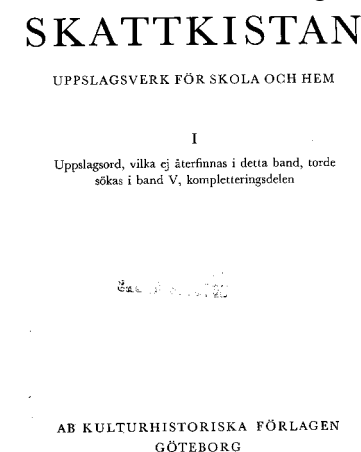 SKATTKISTAN
UPPSLAGSVERK FÖR SKOLA OCH HEM
I
Uppslagsord, vilka ej återfinnas i detta band, torde
sökas i band V, kompletteringsdelen
AB KULTURHISTORISKA FÖRLAGEN
GÖTEBORG